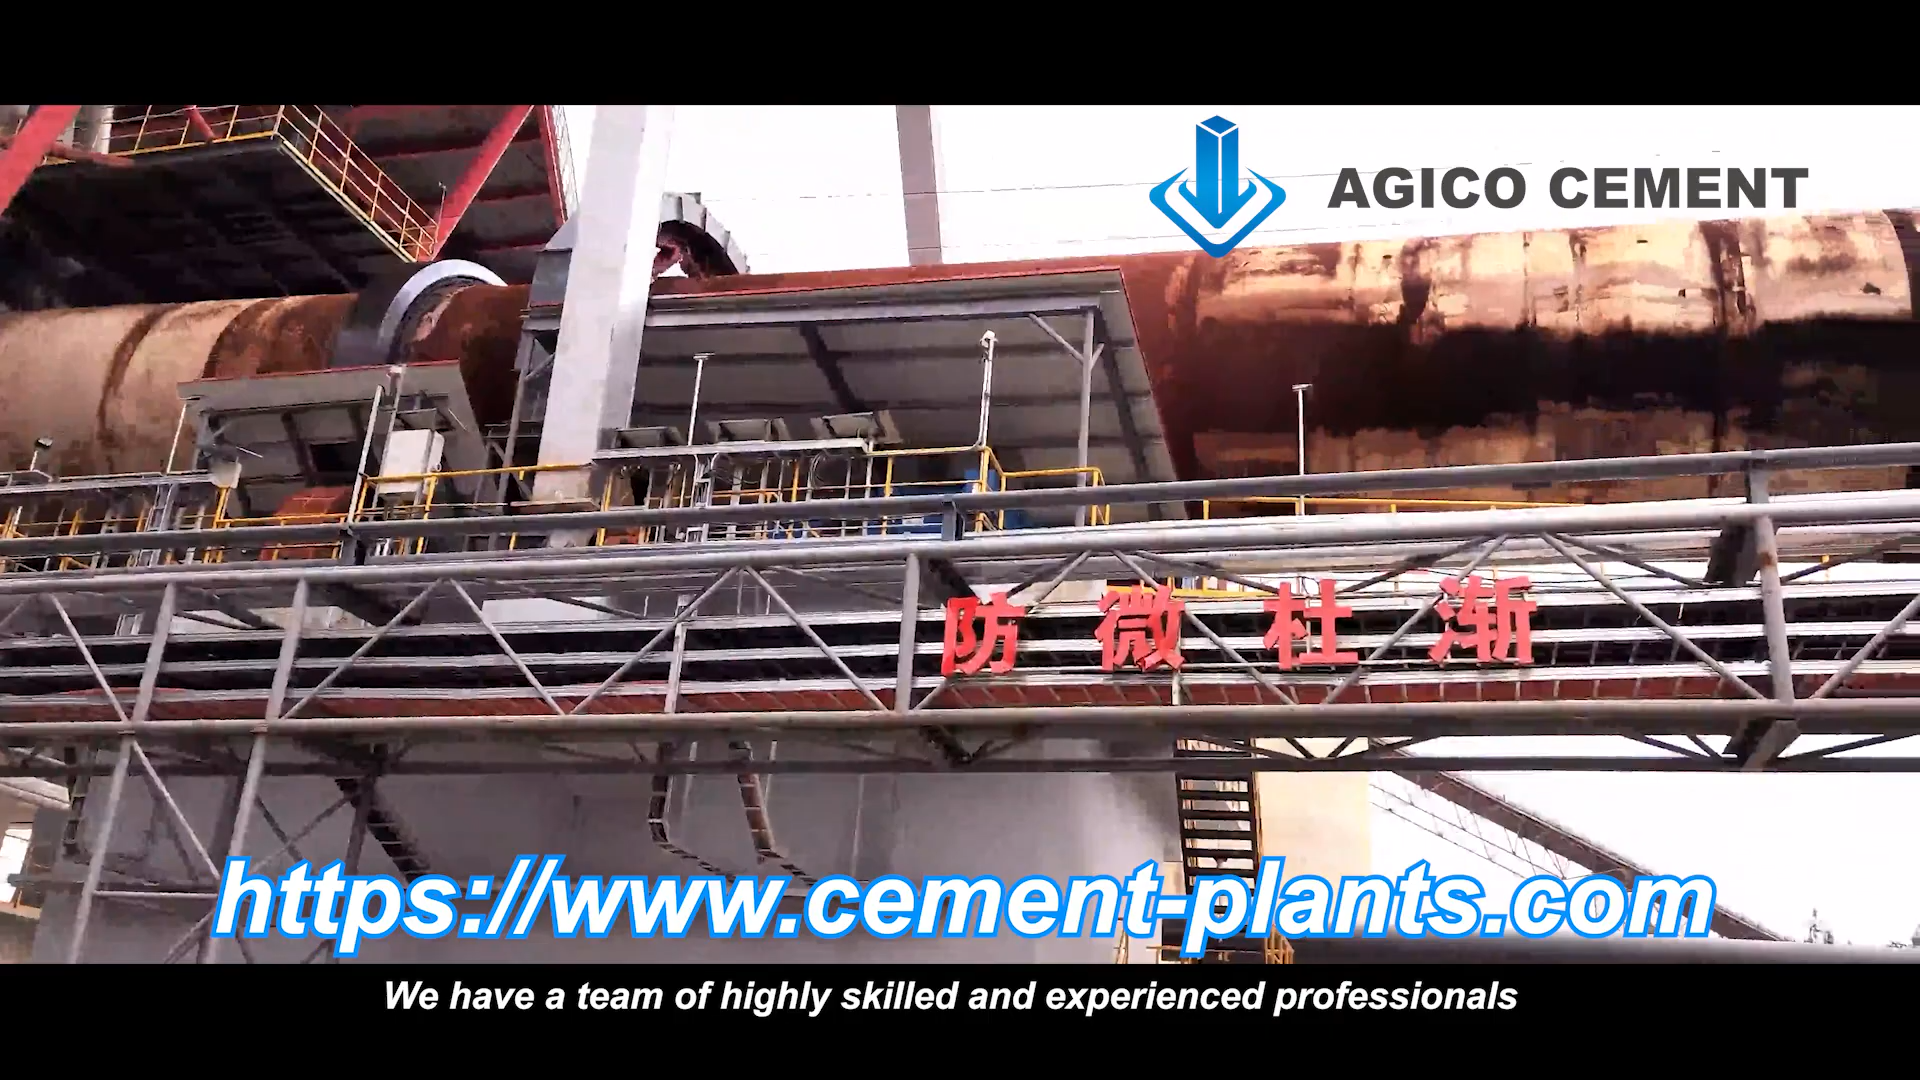 AGICO CEMENT
防微杜渐
https://www.cement-plants.com
We have a team of highly skilled and experienced professionals